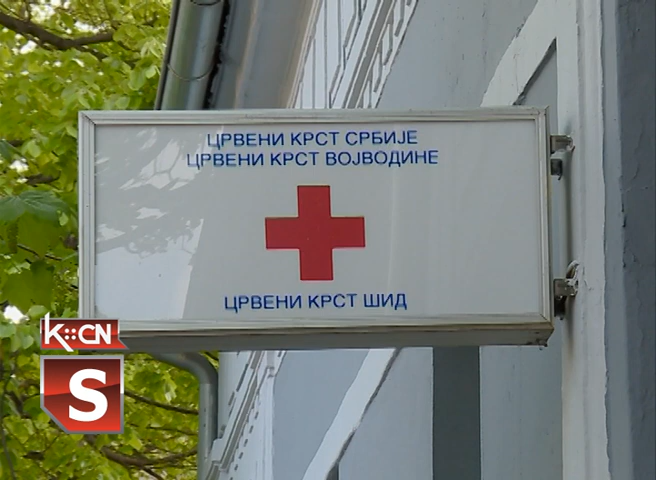 ЦРВЕНИ КРСТ СРБИЈЕ
ЦРВЕНИ КРСТ ВОЈВОДИНЕ
ЦРВЕНИ КРСТ ШИД
K::CN
S